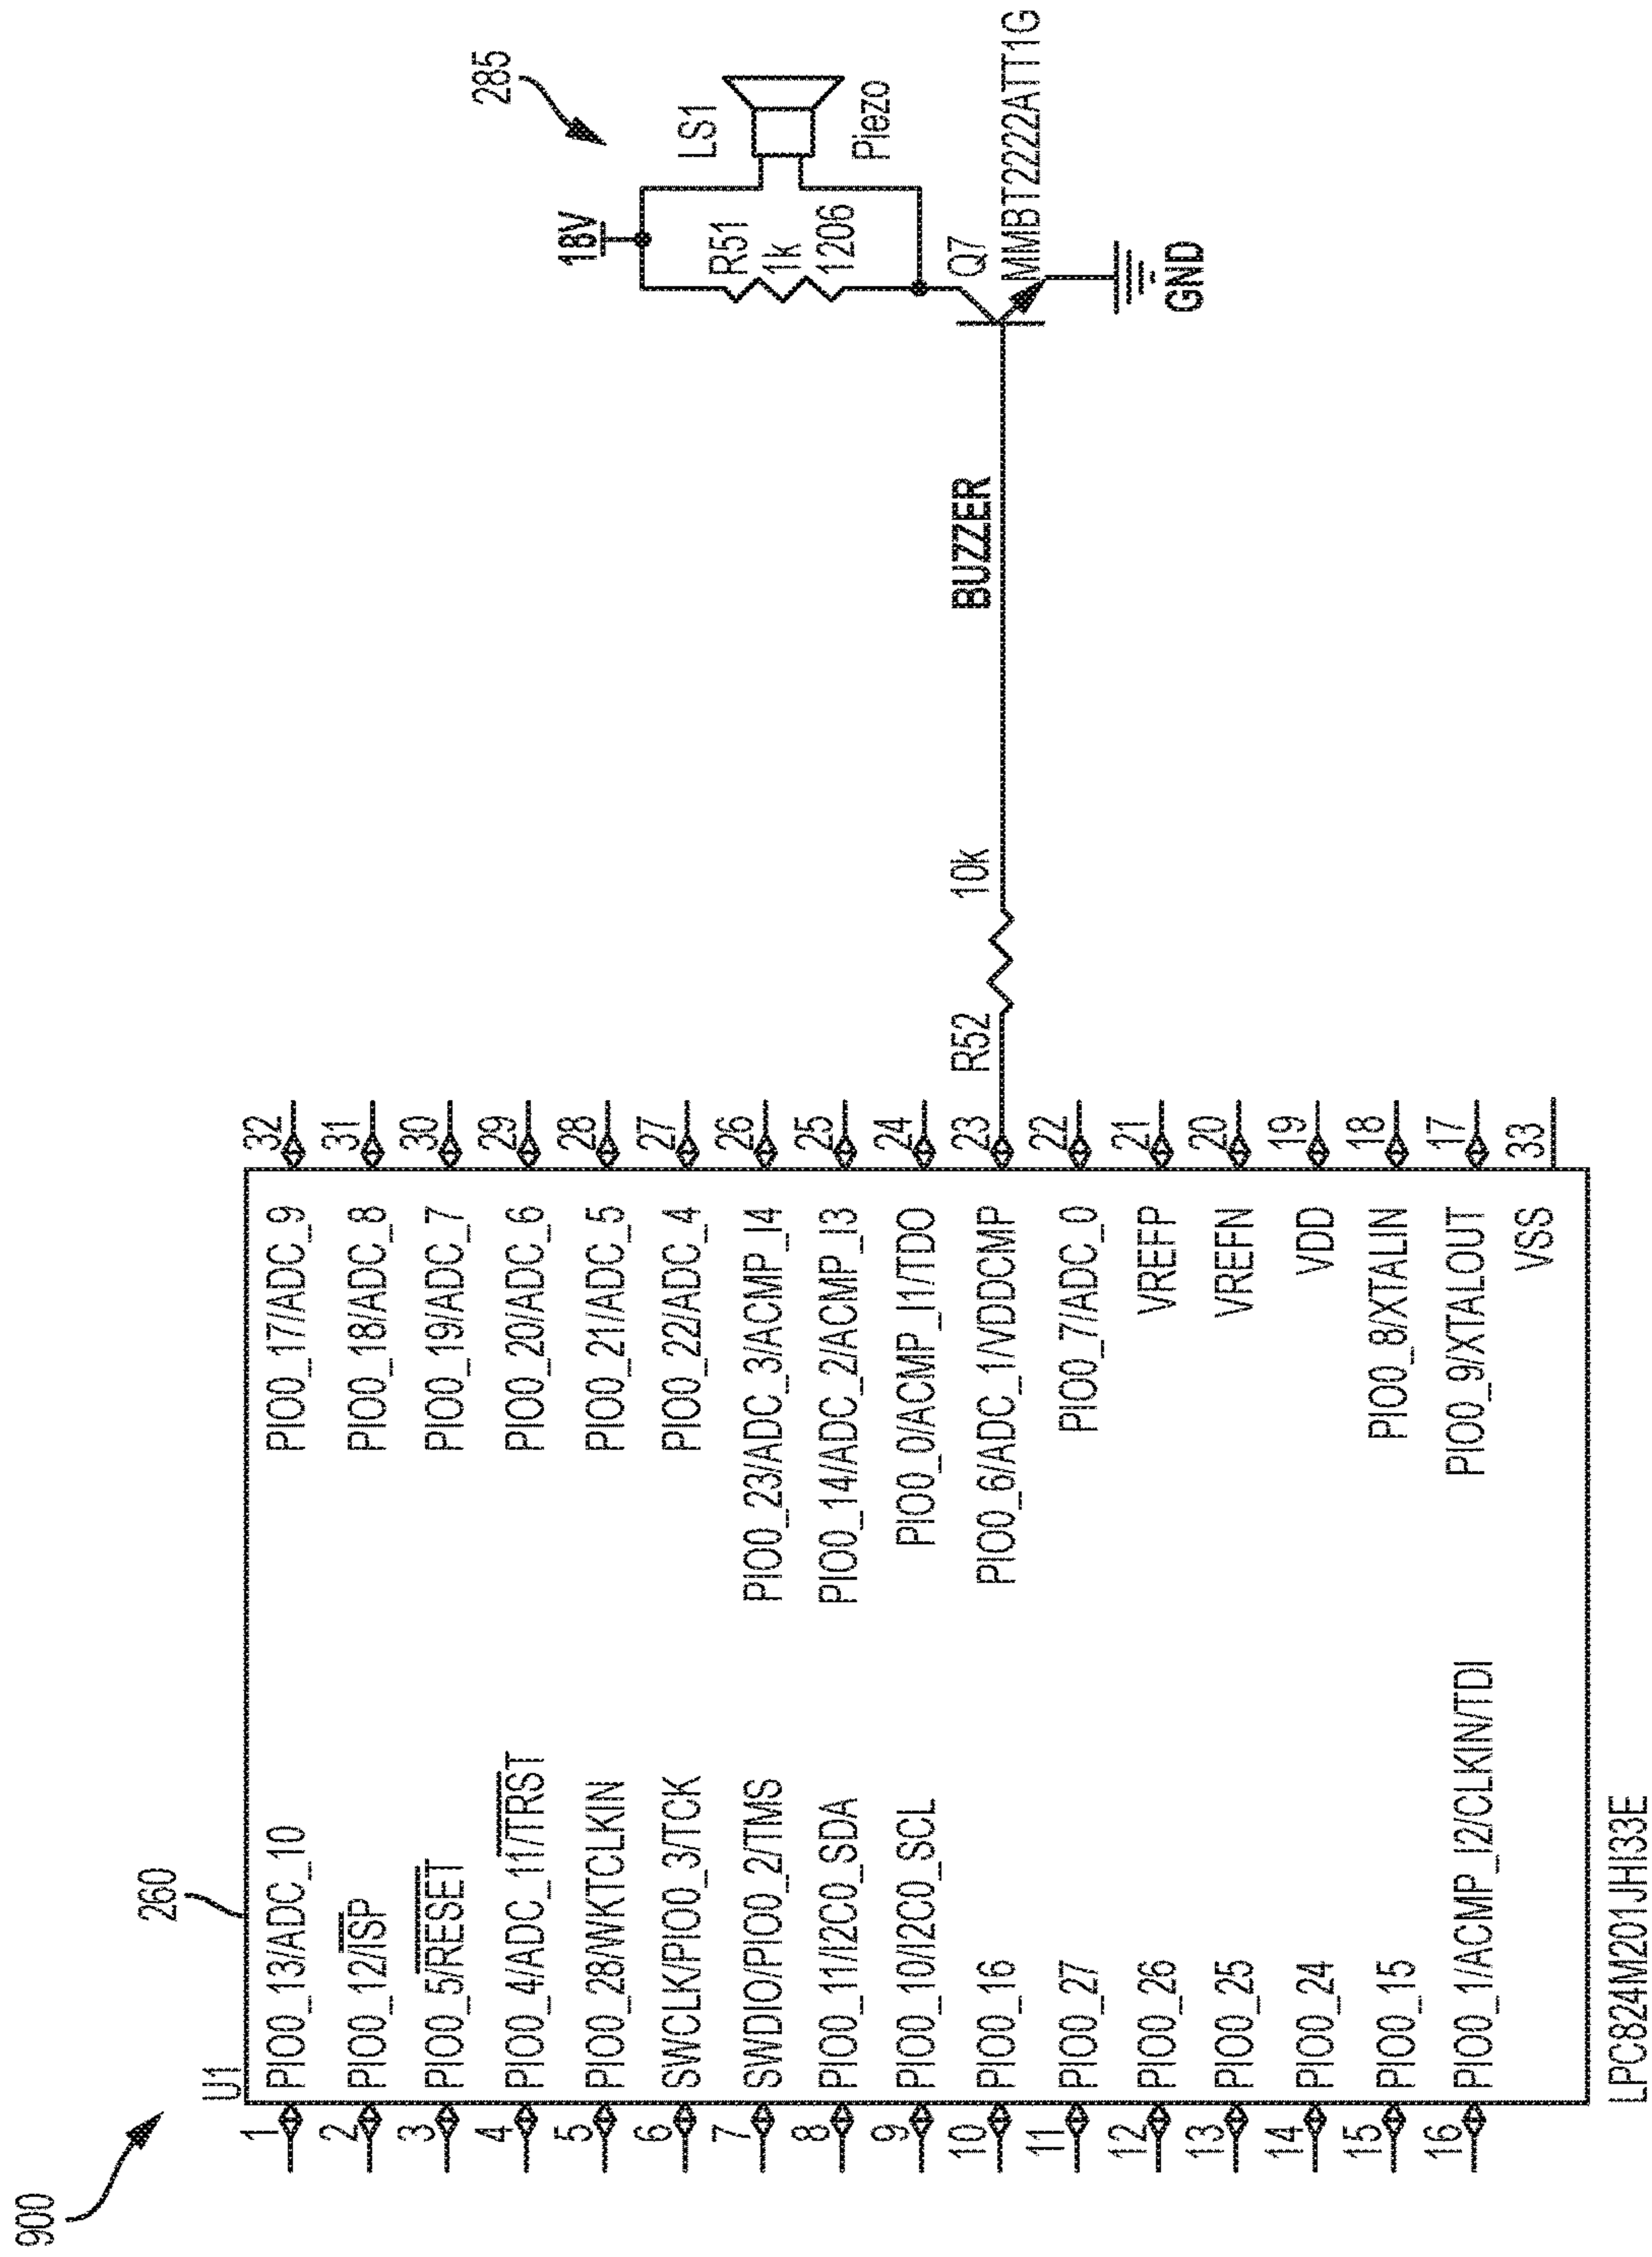 900
260
U1
1 PIO0_13/ADC_10 PIO0_17/ADC_9 32
2 PIO0_12/ISP PIO0_18/ADC_8 31
3 PIO0_5/RESET PIO0_19/ADC_7 30
4 PIO0_4/ADC_11/TRST PIO0_20/ADC_6 29
5 PIO0_28/WKTCLKIN PIO0_21/ADC_5 28
6 SWCLK/PIO0_3/TCK PIO0_22/ADC_4 27
7 SWDIO/PIO0_2/TMS PIO0_23/ADC_3/ACMP_I4 26
8 PIO0_11/I2C0_SDA PIO0_14/ADC_2/ACMP_I3 25
9 PIO0_10/I2C0_SCL PIO0_0/ACMP_I1/TDO 24
10 PIO0_16 PIO0_6/ADC_1/VDDCMP 23
11 PIO0_27 PIO0_7/ADC_0 22
12 PIO0_26 VREFP 21
13 PIO0_25 VREFN 20
14 PIO0_24 VDD 19
15 PIO0_15 PIO0_8/XTALIN 18
16 PIO0_1/ACMP_I2/CLKIN/TDI PIO0_9/XTALOUT 17
VSS 33
LPC824M201JHI33E
R52 10k
BUZZER
285
18V
R51
1k
1206
LS1
Piezo
Q7
MMBT2222ATT1G
GND